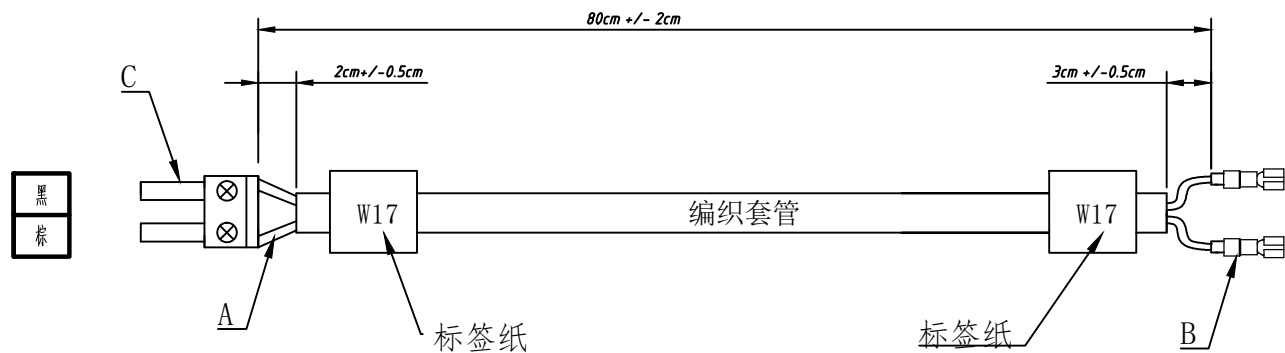 80cm +/- 2cm
2cm+/-0.5cm
3cm +/-0.5cm
C
黑
棕
W17
编织套管
W17
A
标签纸
标签纸
B